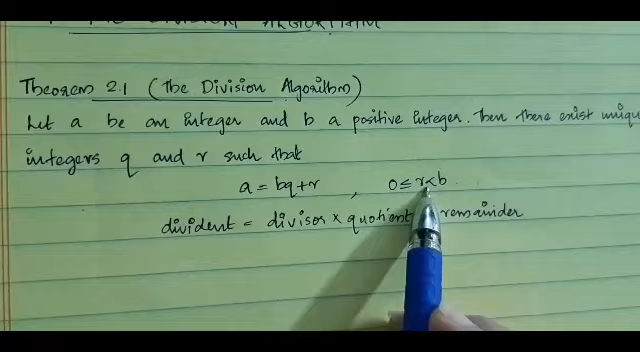 Theorem 2.1 (The Division Algorithm)
Let a be an integer and b a positive integer. Then there exist unique
integers q and r such that
a = bq+r , 0 ≤ r < b.
divident = divisor × quotient remainder